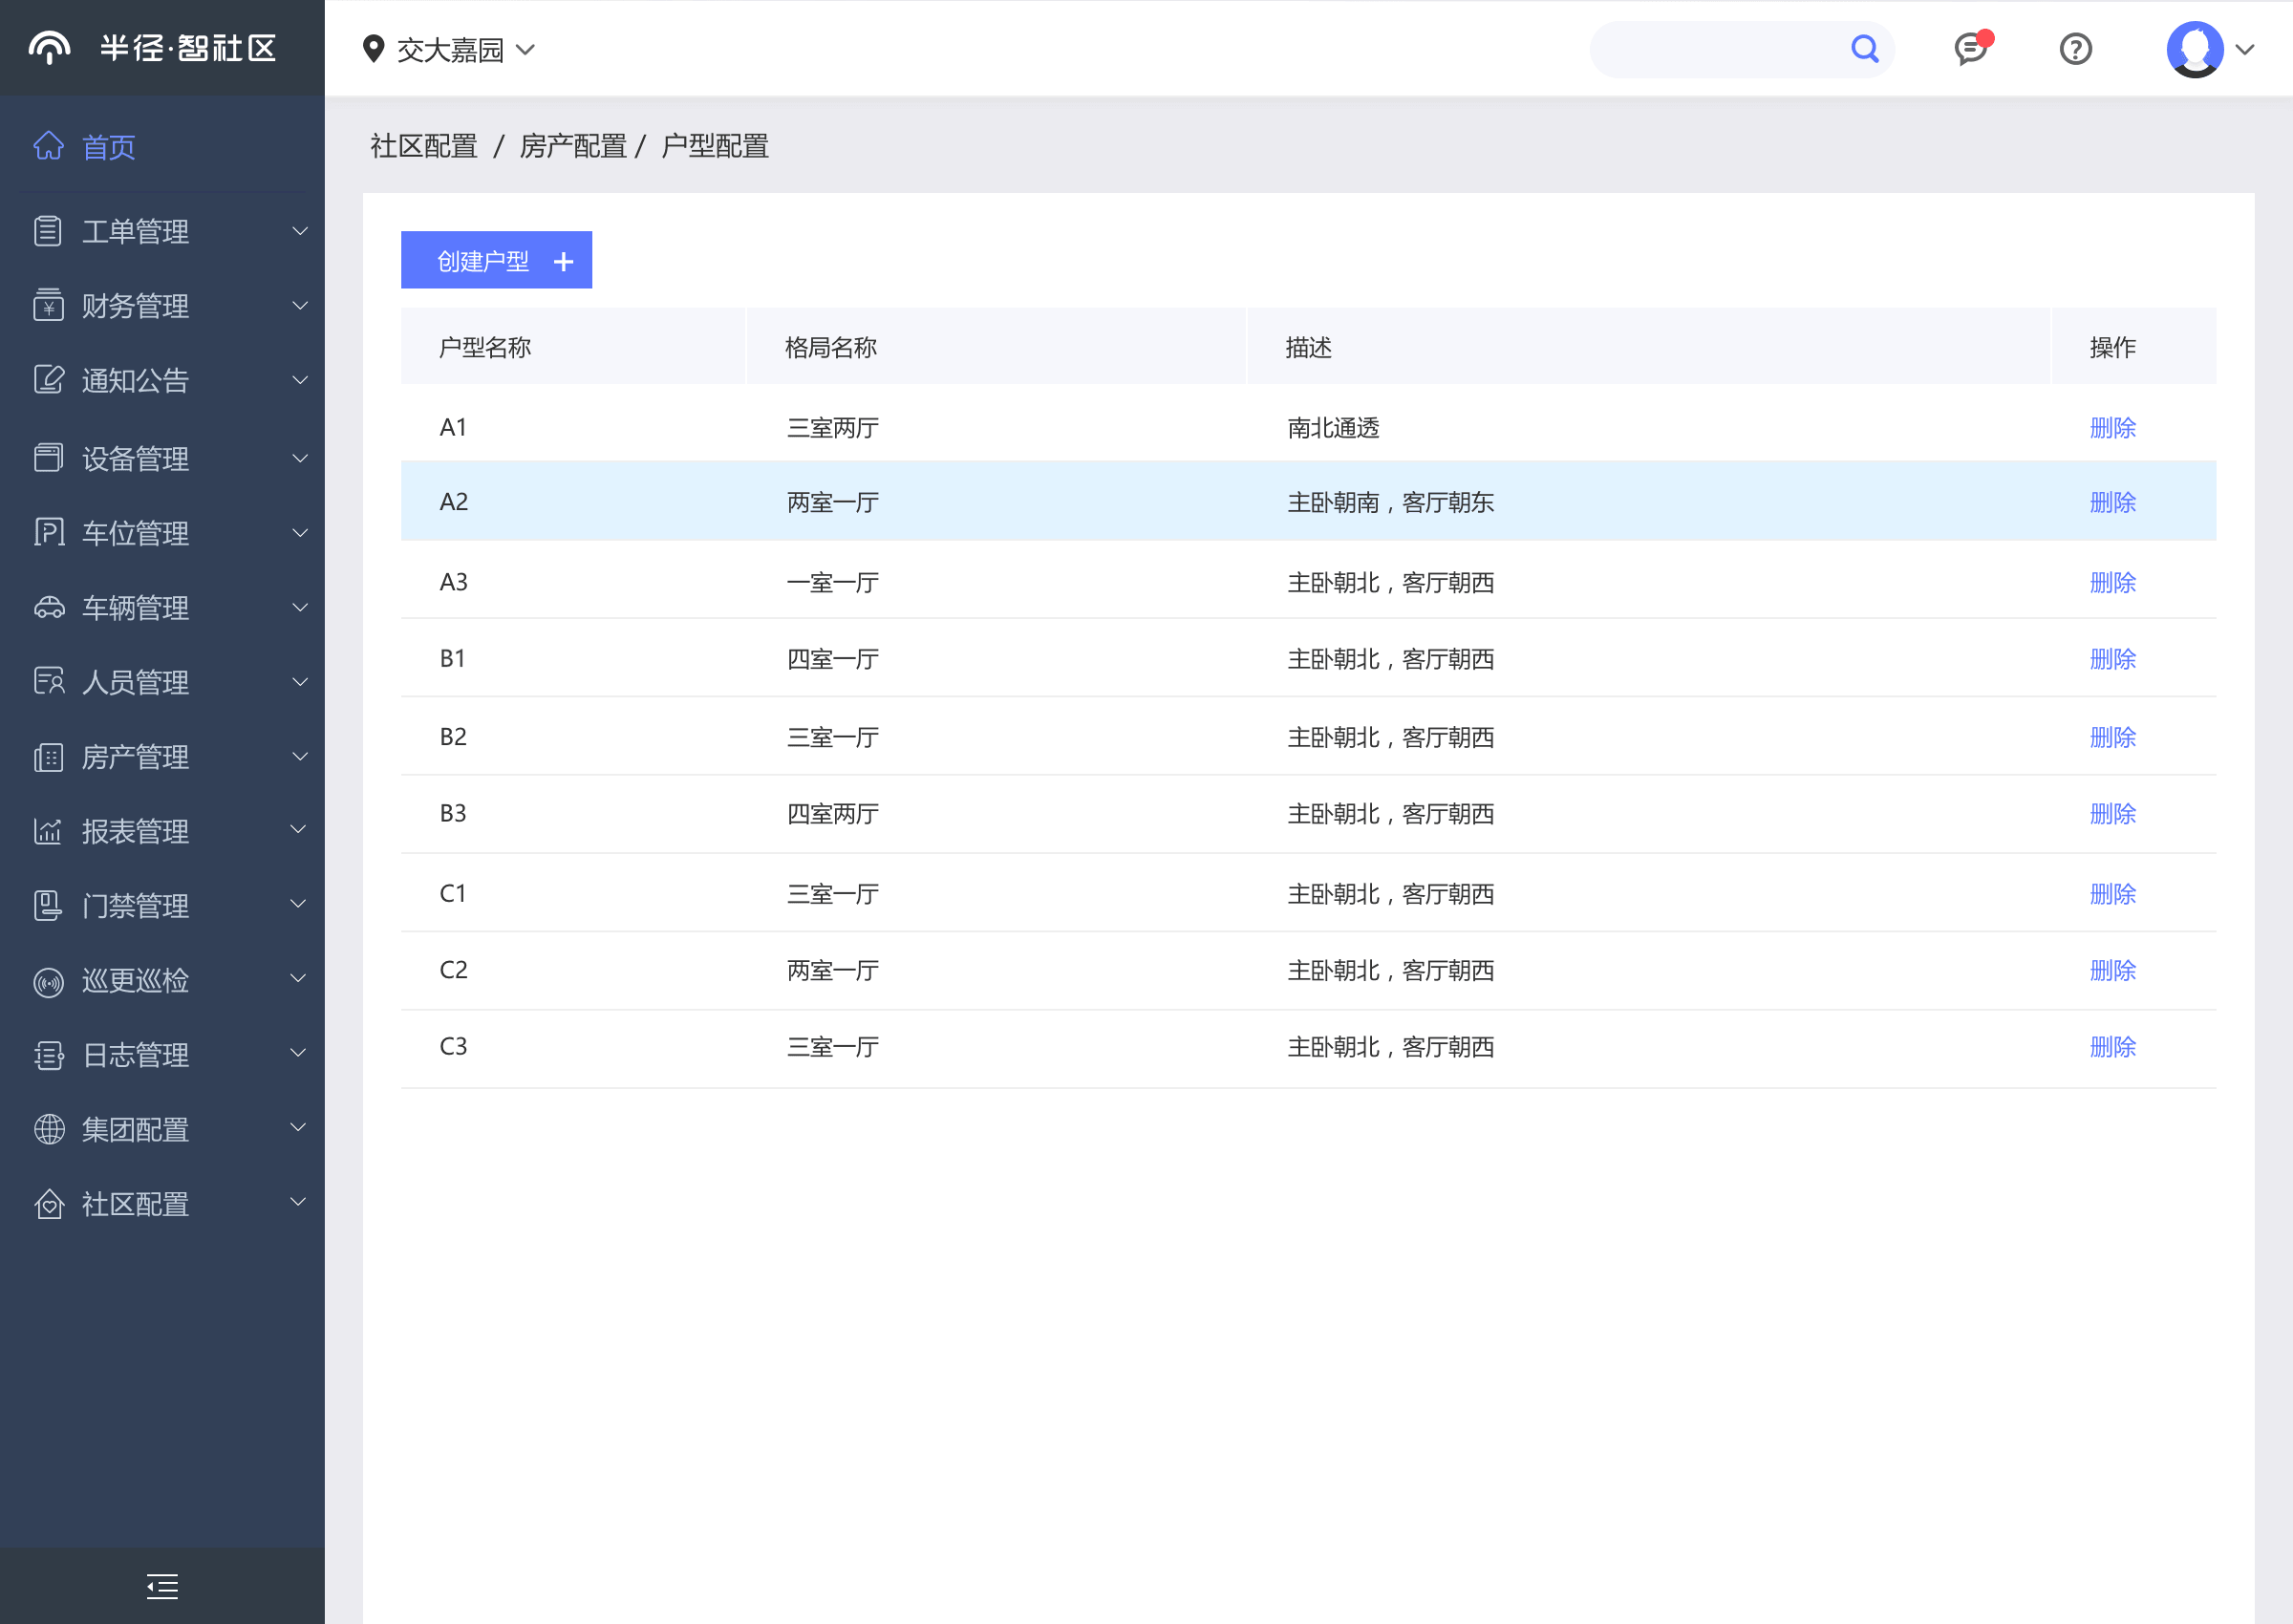 半径·智社区
交大嘉园
首页
工单管理
财务管理
通知公告
设备管理
车位管理
车辆管理
人员管理
房产管理
报表管理
门禁管理
巡更巡检
日志管理
集团配置
社区配置
社区配置 / 房产配置 / 户型配置
创建户型 +
户型名称 格局名称 描述 操作
A1 三室两厅 南北通透 删除
A2 两室一厅 主卧朝南，客厅朝东 删除
A3 一室一厅 主卧朝北，客厅朝西 删除
B1 四室一厅 主卧朝北，客厅朝西 删除
B2 三室一厅 主卧朝北，客厅朝西 删除
B3 四室两厅 主卧朝北，客厅朝西 删除
C1 三室一厅 主卧朝北，客厅朝西 删除
C2 两室一厅 主卧朝北，客厅朝西 删除
C3 三室一厅 主卧朝北，客厅朝西 删除